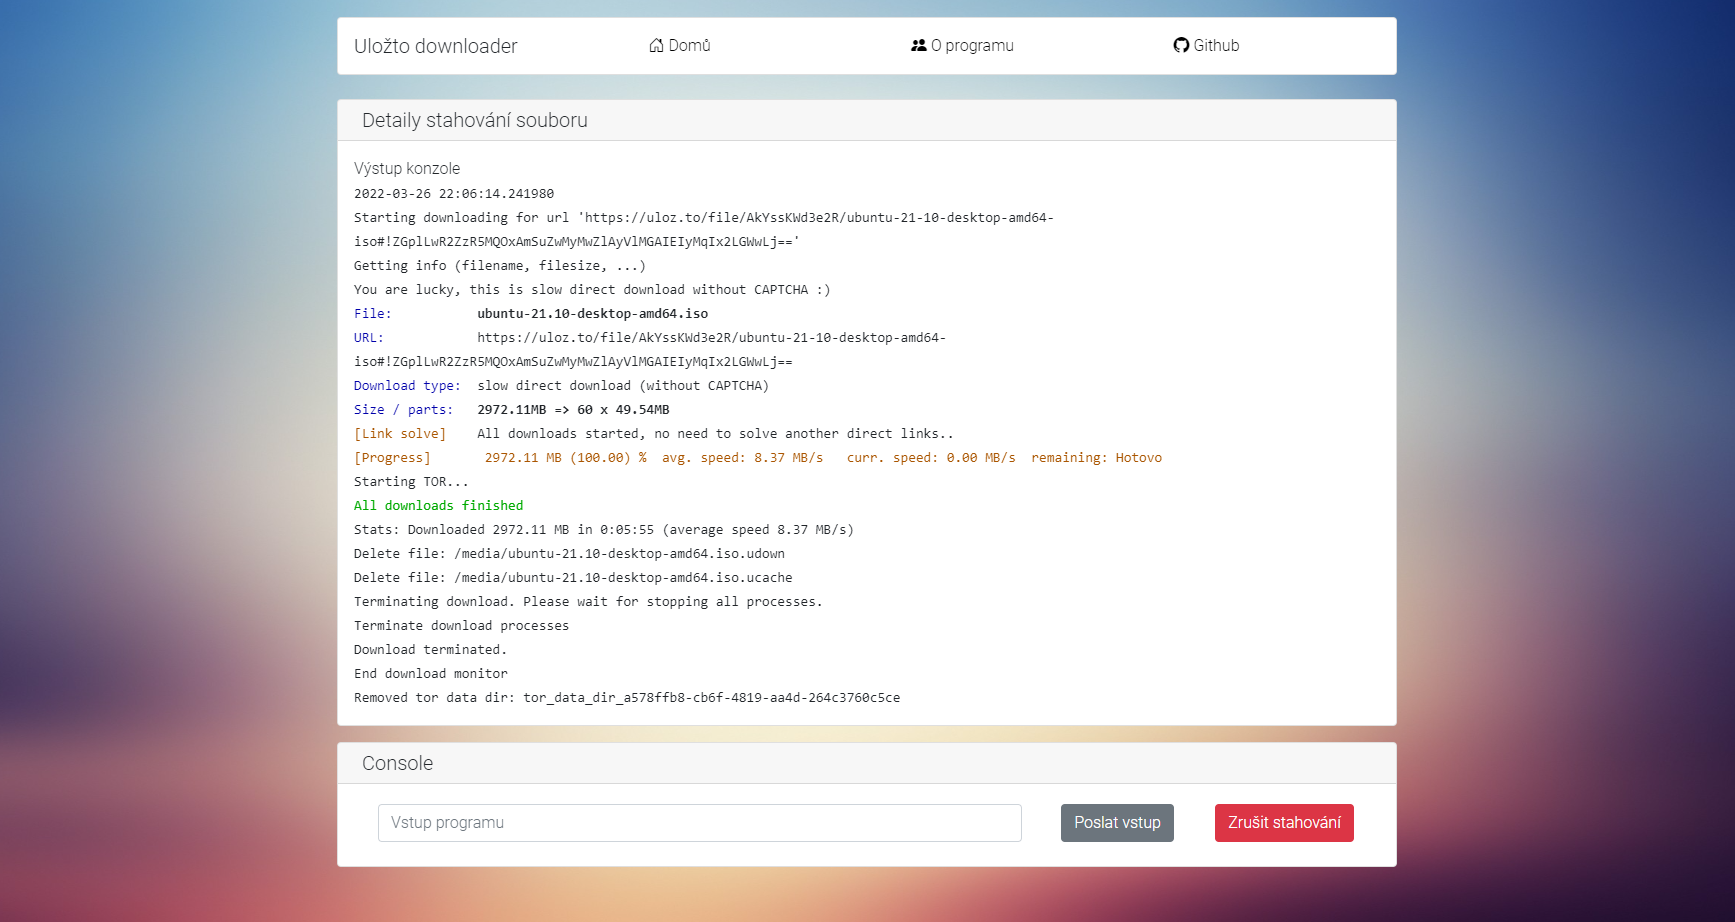 Uložto downloader
Domů
O programu
Github
Detaily stahování souboru
Výstup konzole
2022-03-26 22:06:14.241980
Starting downloading for url 'https://uloz.to/file/AkYssKWd3e2R/ubuntu-21-10-desktop-amd64-
iso#!ZGplLwR2ZzR5MQOxAmSuZwMyMwZlAyVlMGAIEIyMqIx2LGWwLj=='
Getting info (filename, filesize, ...)
You are lucky, this is slow direct download without CAPTCHA :)
File: ubuntu-21.10-desktop-amd64.iso
URL: https://uloz.to/file/AkYssKWd3e2R/ubuntu-21-10-desktop-amd64-
iso#!ZGplLwR2ZzR5MQOxAmSuZwMyMwZlAyVlMGAIEIyMqIx2LGWwLj==
Download type: slow direct download (without CAPTCHA)
Size / parts: 2972.11MB => 60 x 49.54MB
[Link solve] All downloads started, no need to solve another direct links..
[Progress] 2972.11 MB (100.00) % avg. speed: 8.37 MB/s curr. speed: 0.00 MB/s remaining: Hotovo
Starting TOR...
All downloads finished
Stats: Downloaded 2972.11 MB in 0:05:55 (average speed 8.37 MB/s)
Delete file: /media/ubuntu-21.10-desktop-amd64.iso.udown
Delete file: /media/ubuntu-21.10-desktop-amd64.iso.ucache
Terminating download. Please wait for stopping all processes.
Terminate download processes
Download terminated.
End download monitor
Removed tor data dir: tor_data_dir_a578ffb8-cb6f-4819-aa4d-264c3760c5ce
Console
Vstup programu
Poslat vstup
Zrušit stahování